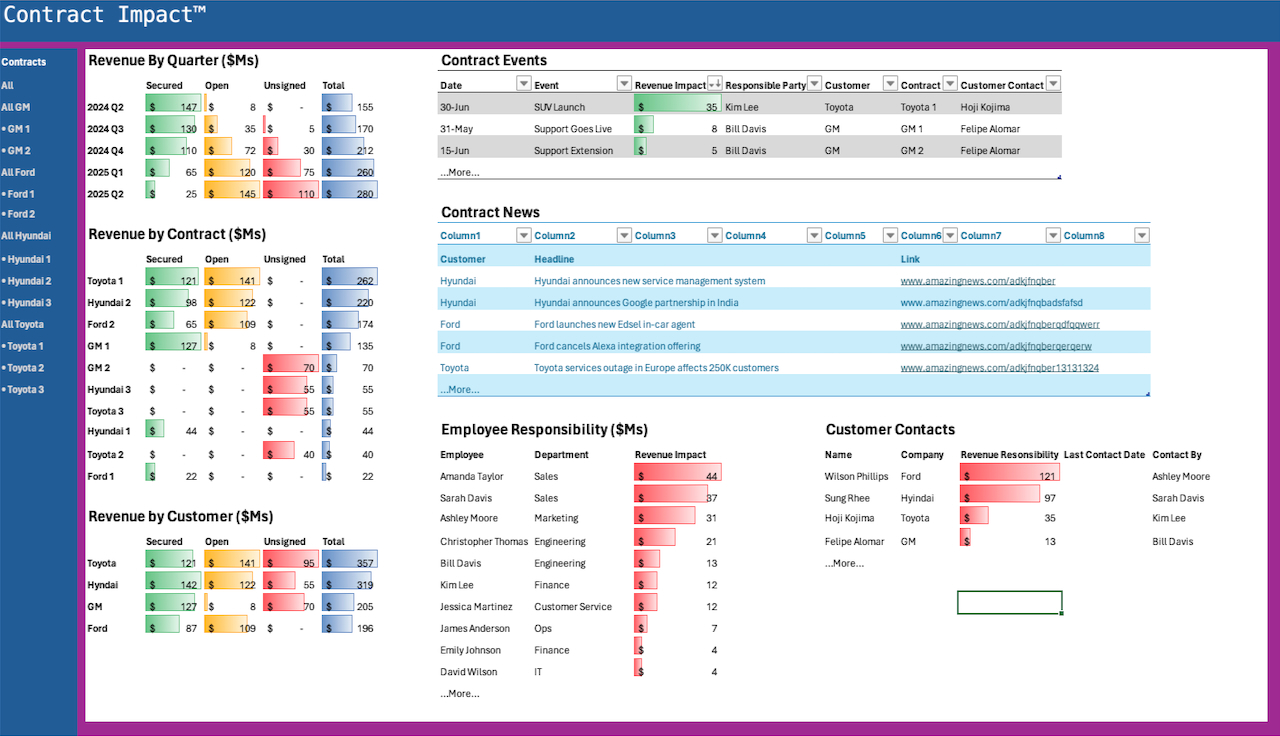 Contract Impact™
Contracts
All
All GM
• GM 1
• GM 2
All Ford
• Ford 1
• Ford 2
All Hyundai
• Hyundai 1
• Hyundai 2
• Hyundai 3
All Toyota
• Toyota 1
• Toyota 2
• Toyota 3
Revenue By Quarter ($Ms)
Secured Open Unsigned Total
2024 Q2 $ 147 $ 8 $ - $ 155
2024 Q3 $ 130 $ 35 $ 5 $ 170
2024 Q4 $ 110 $ 72 $ 30 $ 212
2025 Q1 $ 65 $ 120 $ 75 $ 260
2025 Q2 $ 25 $ 145 $ 110 $ 280
Revenue by Contract ($Ms)
Secured Open Unsigned Total
Toyota 1 $ 121 $ 141 $ - $ 262
Hyundai 2 $ 98 $ 122 $ - $ 220
Ford 2 $ 65 $ 109 $ - $ 174
GM 1 $ 127 $ 8 $ - $ 135
GM 2 $ - $ - $ 70 $ 70
Hyundai 3 $ - $ - $ 55 $ 55
Toyota 3 $ - $ - $ 55 $ 55
Hyundai 1 $ 44 $ - $ - $ 44
Toyota 2 $ - $ - $ 40 $ 40
Ford 1 $ 22 $ - $ - $ 22
Revenue by Customer ($Ms)
Secured Open Unsigned Total
Toyota $ 121 $ 141 $ 95 $ 357
Hyndai $ 142 $ 122 $ 55 $ 319
GM $ 127 $ 8 $ 70 $ 205
Ford $ 87 $ 109 $ - $ 196
Contract Events
Date Event Revenue Impact Responsible Party Customer Contract Customer Contact
30-Jun SUV Launch $ 35 Kim Lee Toyota Toyota 1 Hoji Kojima
31-May Support Goes Live $ 8 Bill Davis GM GM 1 Felipe Alomar
15-Jun Support Extension $ 5 Bill Davis GM GM 2 Felipe Alomar
...More...
Contract News
Column1 Column2 Column3 Column4 Column5 Column6 Column7 Column8
Customer Headline Link
Hyundai Hyundai announces new service management system www.amazingnews.com/adkjfnqber
Hyundai Hyundai announces Google partnership in India www.amazingnews.com/adkjfnqbadsfafsd
Ford Ford launches new Edsel in-car agent www.amazingnews.com/adkjfnqberqdfqqwerr
Ford Ford cancels Alexa integration offering www.amazingnews.com/adkjfnqberqerqerw
Toyota Toyota services outage in Europe affects 250K customers www.amazingnews.com/adkjfnqber13131324
...More...
Employee Responsibility ($Ms)
Employee Department Revenue Impact
Amanda Taylor Sales $ 44
Sarah Davis Sales $ 37
Ashley Moore Marketing $ 31
Christopher Thomas Engineering $ 21
Bill Davis Engineering $ 13
Kim Lee Finance $ 12
Jessica Martinez Customer Service $ 12
James Anderson Ops $ 7
Emily Johnson Finance $ 4
David Wilson IT $ 4
...More...
Customer Contacts
Name Company Revenue Resonsibility Last Contact Date Contact By
Wilson Phillips Ford $ 121 Ashley Moore
Sung Rhee Hyindai $ 97 Sarah Davis
Hoji Kojima Toyota $ 35 Kim Lee
Felipe Alomar GM $ 13 Bill Davis
...More...